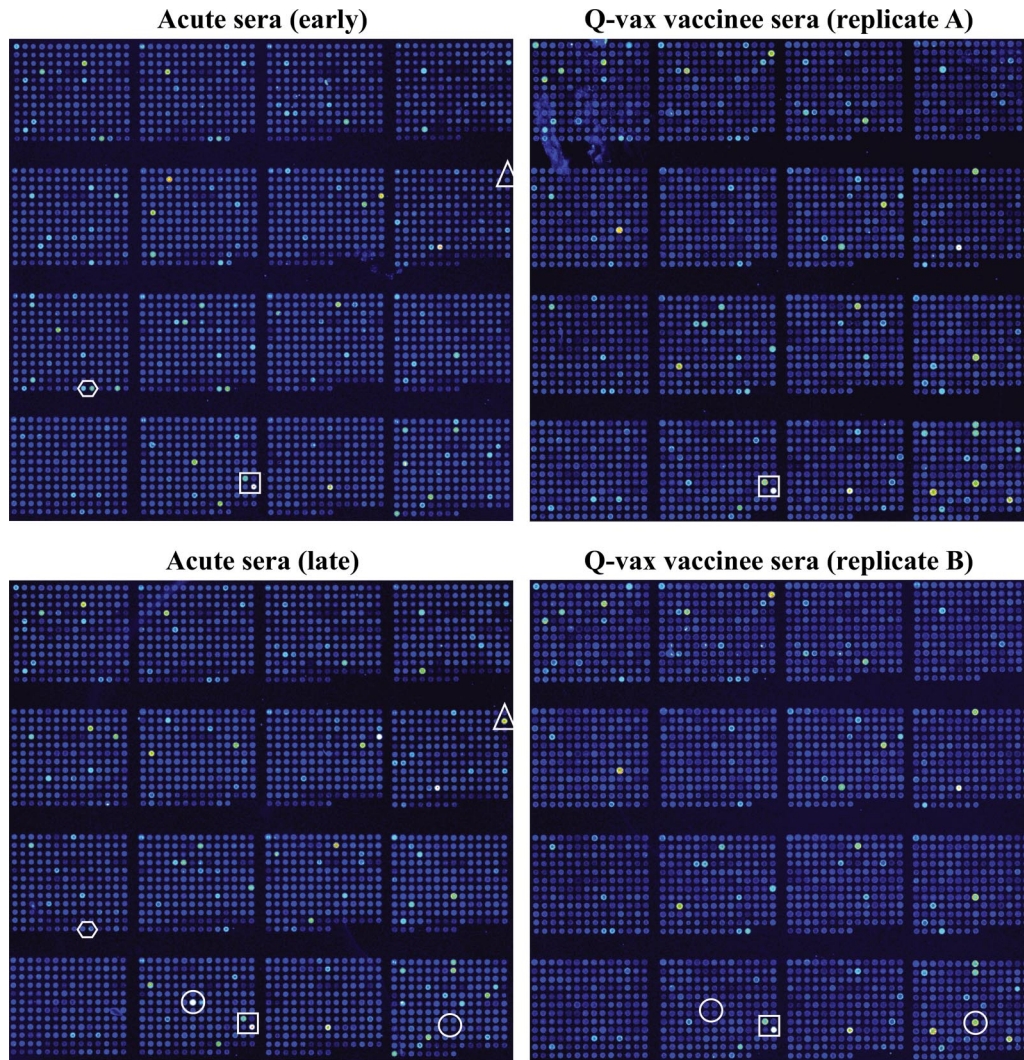 Acute sera (early)
Q-vax vaccinee sera (replicate A)
Acute sera (late)
Q-vax vaccinee sera (replicate B)